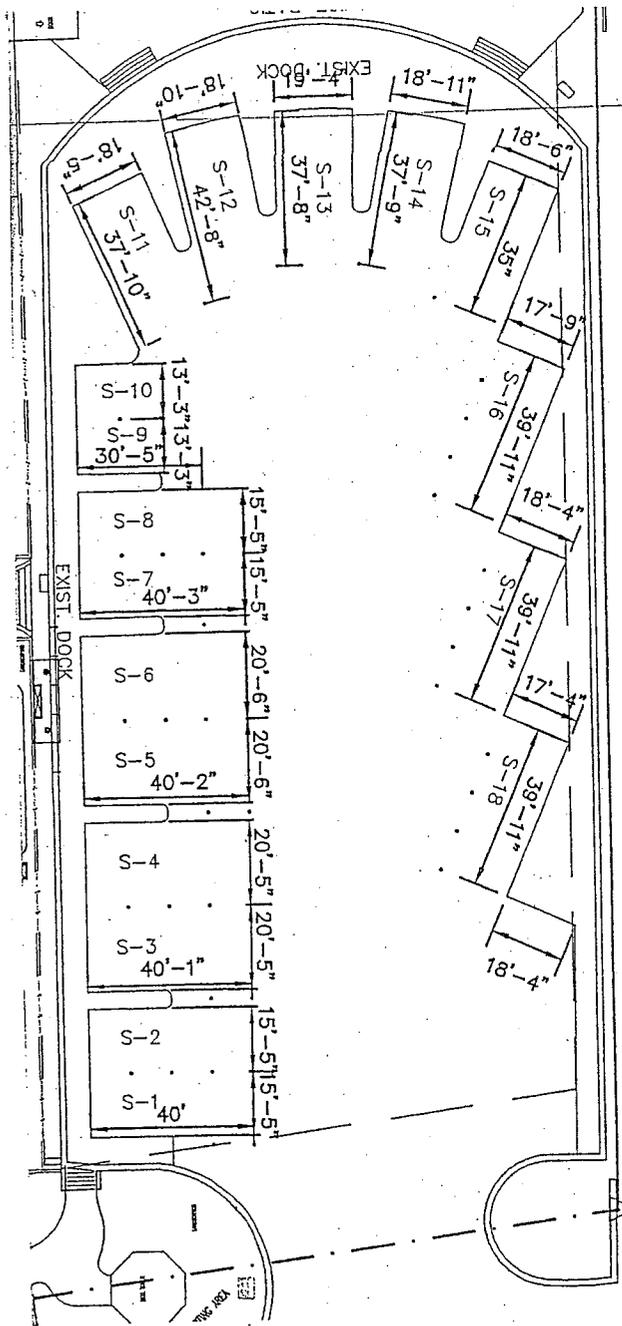 EXIST. DOCK
18'-10"
19'-4"
18'-11"
18'-5"
18'-6"
S-11
37'-10"
S-12
42'-8"
S-13
37'-8"
S-14
37'-9"
S-15
35"
17'-9"
S-16
39'-11"
18'-4"
S-17
39'-11"
17'-4"
S-18
39'-11"
18'-4"
S-10
13'-3"
S-9
13'-3"
30'-5"
S-8
15'-5"
S-7
15'-5"
40'-3"
EXIST. DOCK
S-6
20'-6"
S-5
20'-6"
40'-2"
S-4
20'-5"
S-3
20'-5"
40'-1"
S-2
15'-5"
S-1
15'-5"
40'
AREA